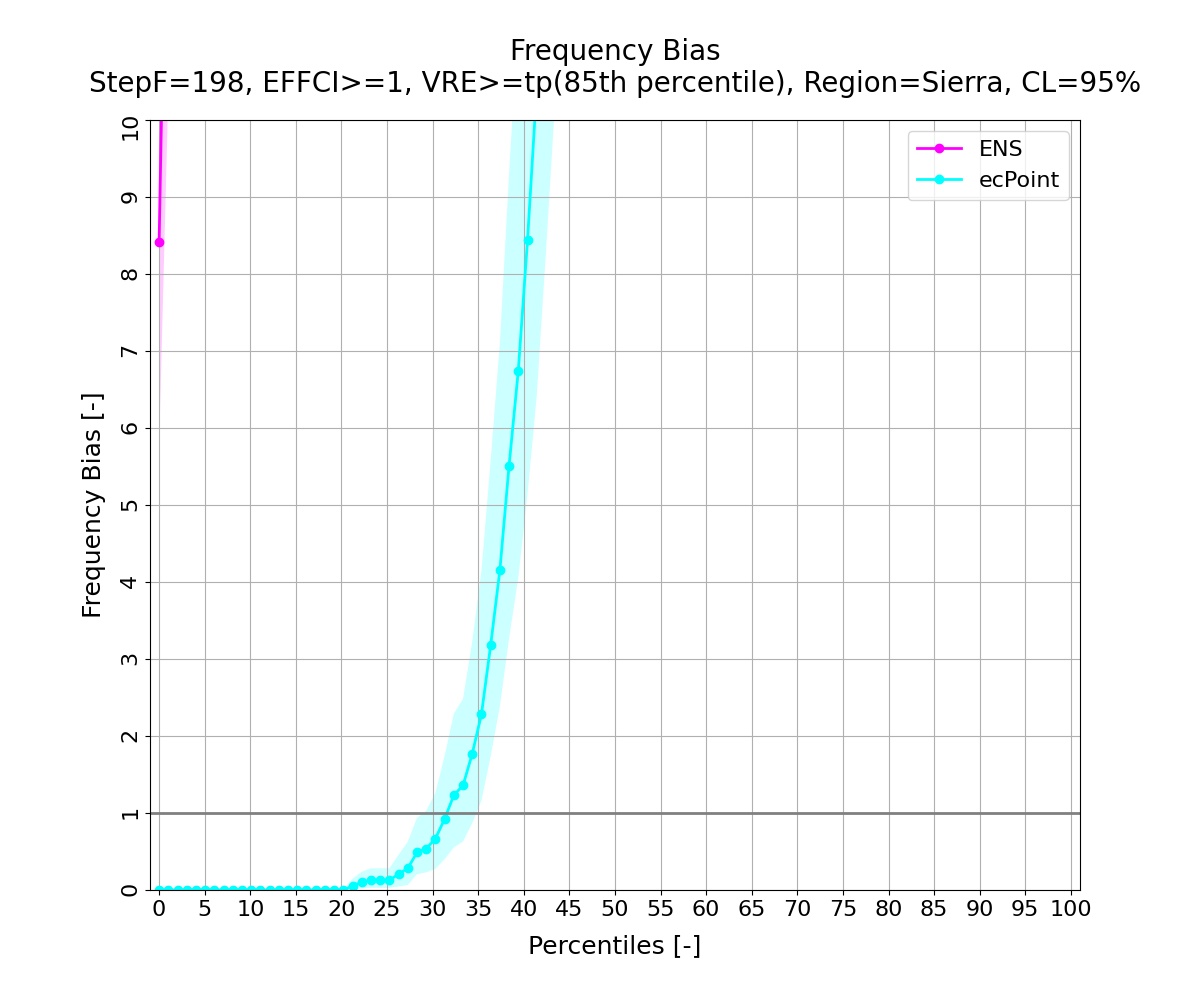 Frequency Bias
StepF=198, EFFCI>=1, VRE>=tp(85th percentile), Region=Sierra, CL=95%
ENS
ecPoint
Frequency Bias [-]
10
9
8
7
6
5
4
3
2
1
0
0 5 10 15 20 25 30 35 40 45 50 55 60 65 70 75 80 85 90 95 100
Percentiles [-]